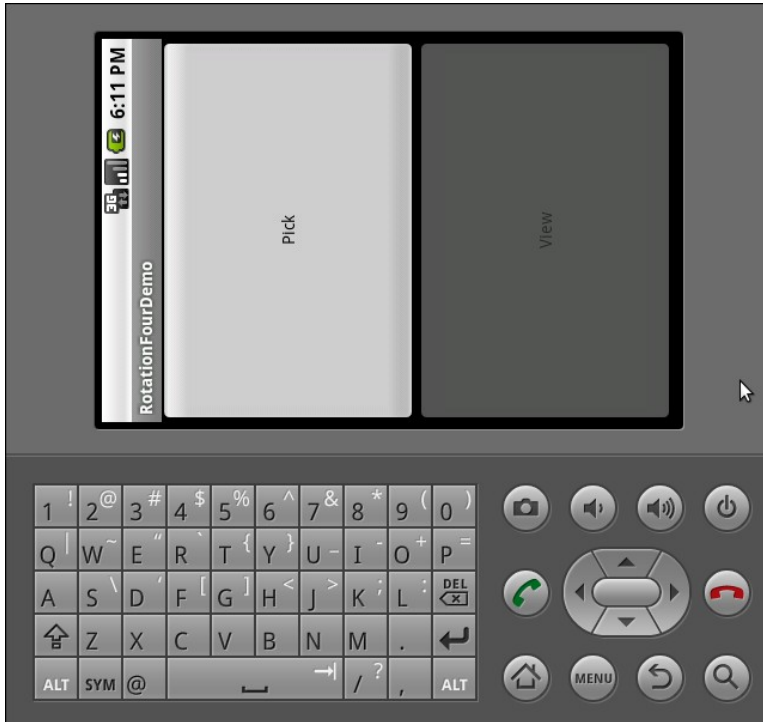 3G 6:11 PM
RotationFourDemo
Pick
View
1 ! 2 @ 3 # 4 $ 5 % 6 ^ 7 & 8 * 9 ( 0 )
Q | W ~ E " R ` T { Y } U _ I - O + P =
A S \ D ' F [ G ] H < J > K ; L : DEL
Z X C V B N M .
ALT SYM @ / ? , ALT
MENU